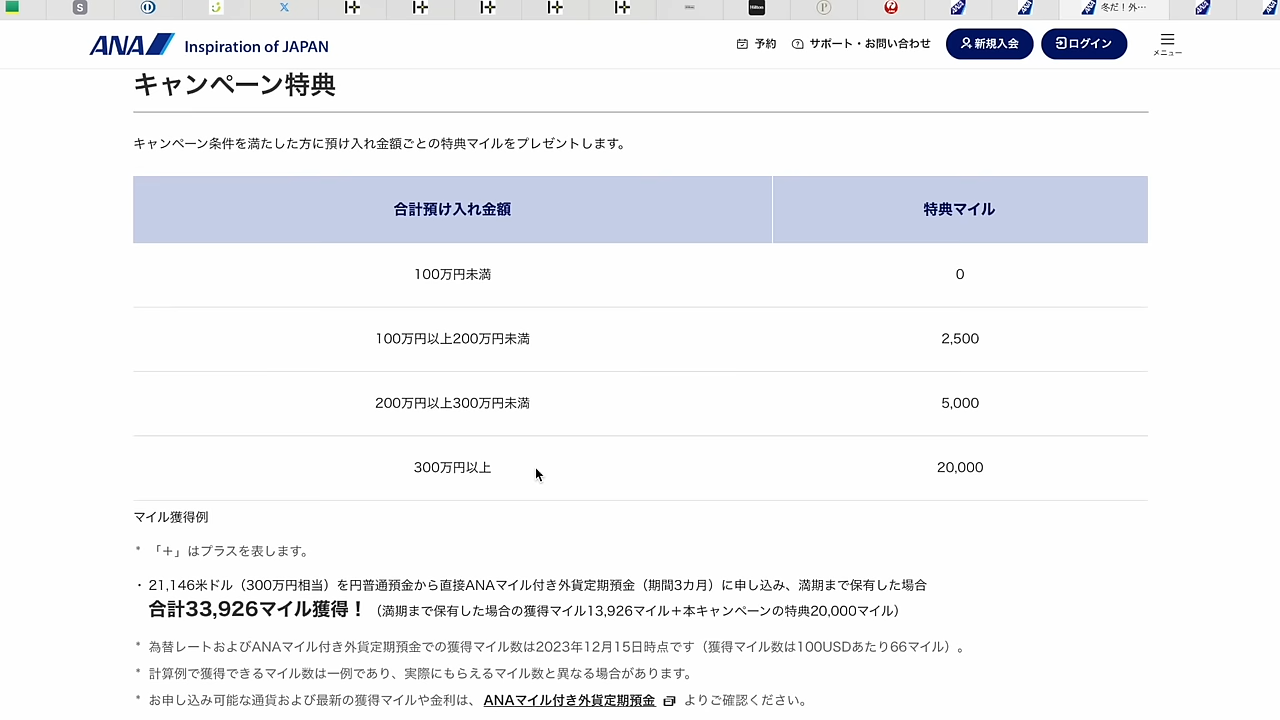 冬だ！外…
ANA Inspiration of JAPAN
予約
サポート・お問い合わせ
新規入会
ログイン
メニュー
キャンペーン特典
キャンペーン条件を満たした方に預け入れ金額ごとの特典マイルをプレゼントします。
合計預け入れ金額 特典マイル
100万円未満 0
100万円以上200万円未満 2,500
200万円以上300万円未満 5,000
300万円以上 20,000
マイル獲得例
* 「＋」はプラスを表します。
・21,146米ドル（300万円相当）を円普通預金から直接ANAマイル付き外貨定期預金（期間3カ月）に申し込み、満期まで保有した場合
合計33,926マイル獲得！（満期まで保有した場合の獲得マイル13,926マイル＋本キャンペーンの特典20,000マイル）
* 為替レートおよびANAマイル付き外貨定期預金での獲得マイル数は2023年12月15日時点です（獲得マイル数は100USDあたり66マイル）。
* 計算例で獲得できるマイル数は一例であり、実際にもらえるマイル数と異なる場合があります。
* お申し込み可能な通貨および最新の獲得マイルや金利は、ANAマイル付き外貨定期預金 よりご確認ください。